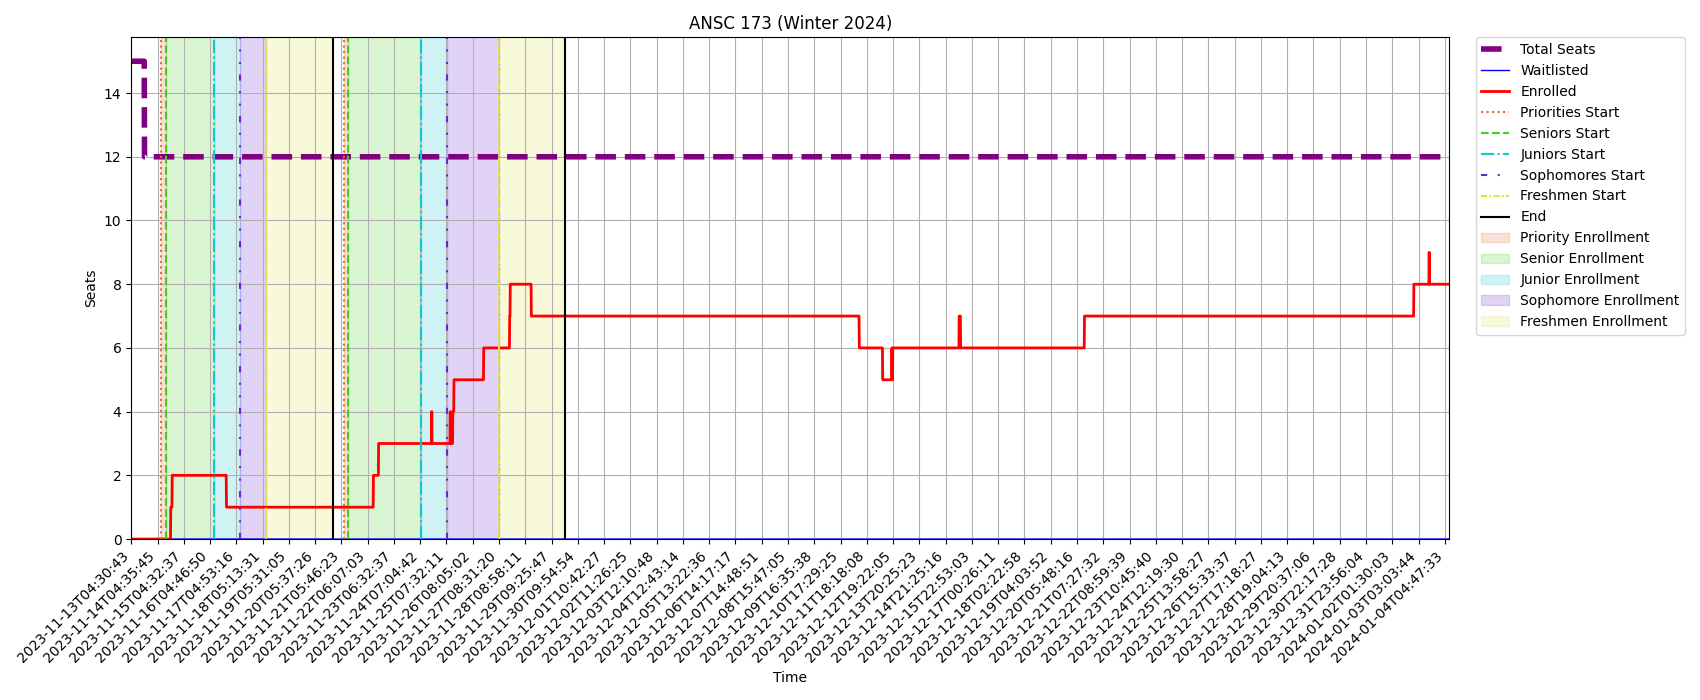 ANSC 173 (Winter 2024)
14
12
10
8
6
4
2
0
Seats
2023-11-13T04:30:43
2023-11-14T04:35:45
2023-11-15T04:32:37
2023-11-16T04:46:50
2023-11-17T04:53:16
2023-11-18T05:13:31
2023-11-19T05:31:05
2023-11-20T05:37:26
2023-11-21T05:46:23
2023-11-22T06:07:03
2023-11-23T06:32:37
2023-11-24T07:04:42
2023-11-25T07:32:11
2023-11-26T08:05:02
2023-11-27T08:31:20
2023-11-28T08:58:11
2023-11-29T09:25:47
2023-11-30T09:54:54
2023-12-01T10:42:27
2023-12-02T11:26:25
2023-12-03T12:10:48
2023-12-04T12:43:14
2023-12-05T13:22:36
2023-12-06T14:17:17
2023-12-07T14:48:51
2023-12-08T15:47:05
2023-12-09T16:35:38
2023-12-10T17:29:25
2023-12-11T18:18:08
2023-12-12T19:22:05
2023-12-13T20:25:23
2023-12-14T21:25:16
2023-12-15T22:53:03
2023-12-17T00:26:11
2023-12-18T02:22:58
2023-12-19T04:03:52
2023-12-20T05:48:16
2023-12-21T07:27:32
2023-12-22T08:59:39
2023-12-23T10:45:40
2023-12-24T12:19:30
2023-12-25T13:58:27
2023-12-26T15:33:37
2023-12-27T17:18:27
2023-12-28T19:04:13
2023-12-29T20:37:06
2023-12-30T22:17:28
2023-12-31T23:56:04
2024-01-02T01:30:03
2024-01-03T03:03:44
2024-01-04T04:47:33
Time
Total Seats
Waitlisted
Enrolled
Priorities Start
Seniors Start
Juniors Start
Sophomores Start
Freshmen Start
End
Priority Enrollment
Senior Enrollment
Junior Enrollment
Sophomore Enrollment
Freshmen Enrollment